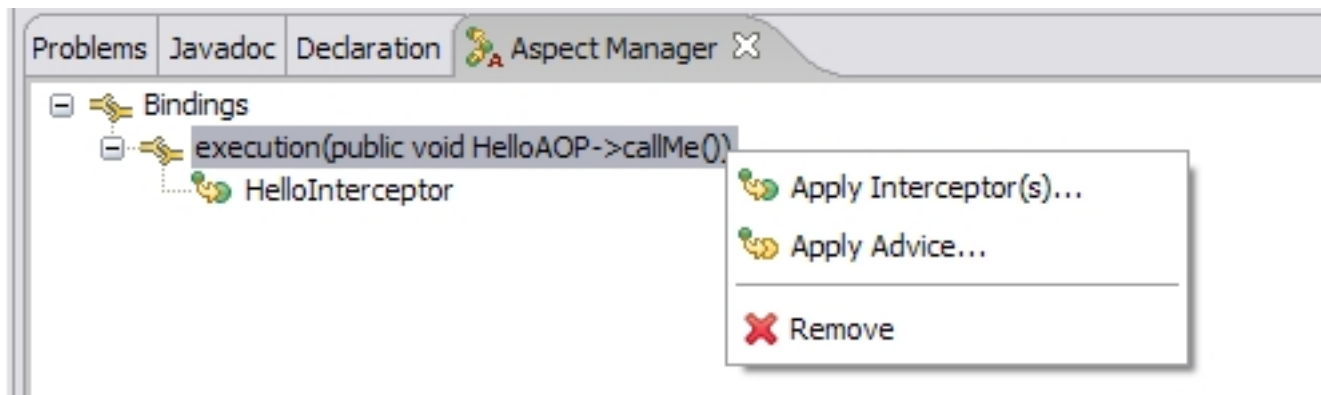 Problems Javadoc Declaration Aspect Manager
Bindings
execution(public void HelloAOP->callMe())
HelloInterceptor
Apply Interceptor(s)...
Apply Advice...
Remove